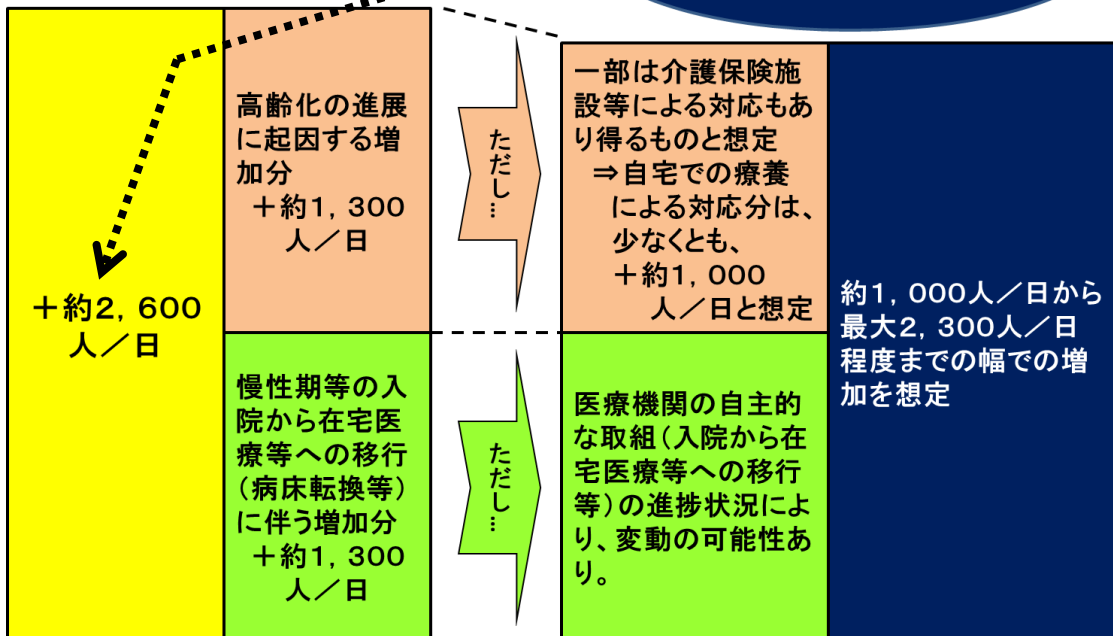 ＋約2，600
人／日
高齢化の進展
に起因する増
加分
＋約1，300
人／日
ただし…
一部は介護保険施
設等による対応もあ
り得るものと想定
⇒自宅での療養
による対応分は、
少なくとも、
＋約1，000
人／日と想定
慢性期等の入
院から在宅医
療等への移行
（病床転換等）
に伴う増加分
＋約1，300
人／日
ただし…
医療機関の自主的
な取組（入院から在
宅医療等への移行
等）の進捗状況によ
り、変動の可能性あ
り。
約1，000人／日から
最大2，300人／日
程度までの幅での増
加を想定